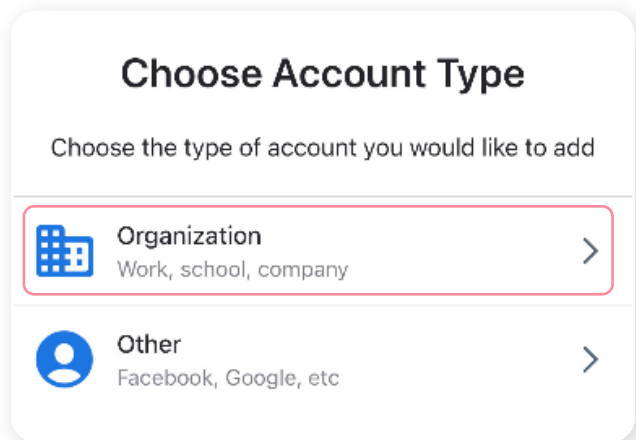 Choose Account Type
Choose the type of account you would like to add
Organization
Work, school, company
Other
Facebook, Google, etc